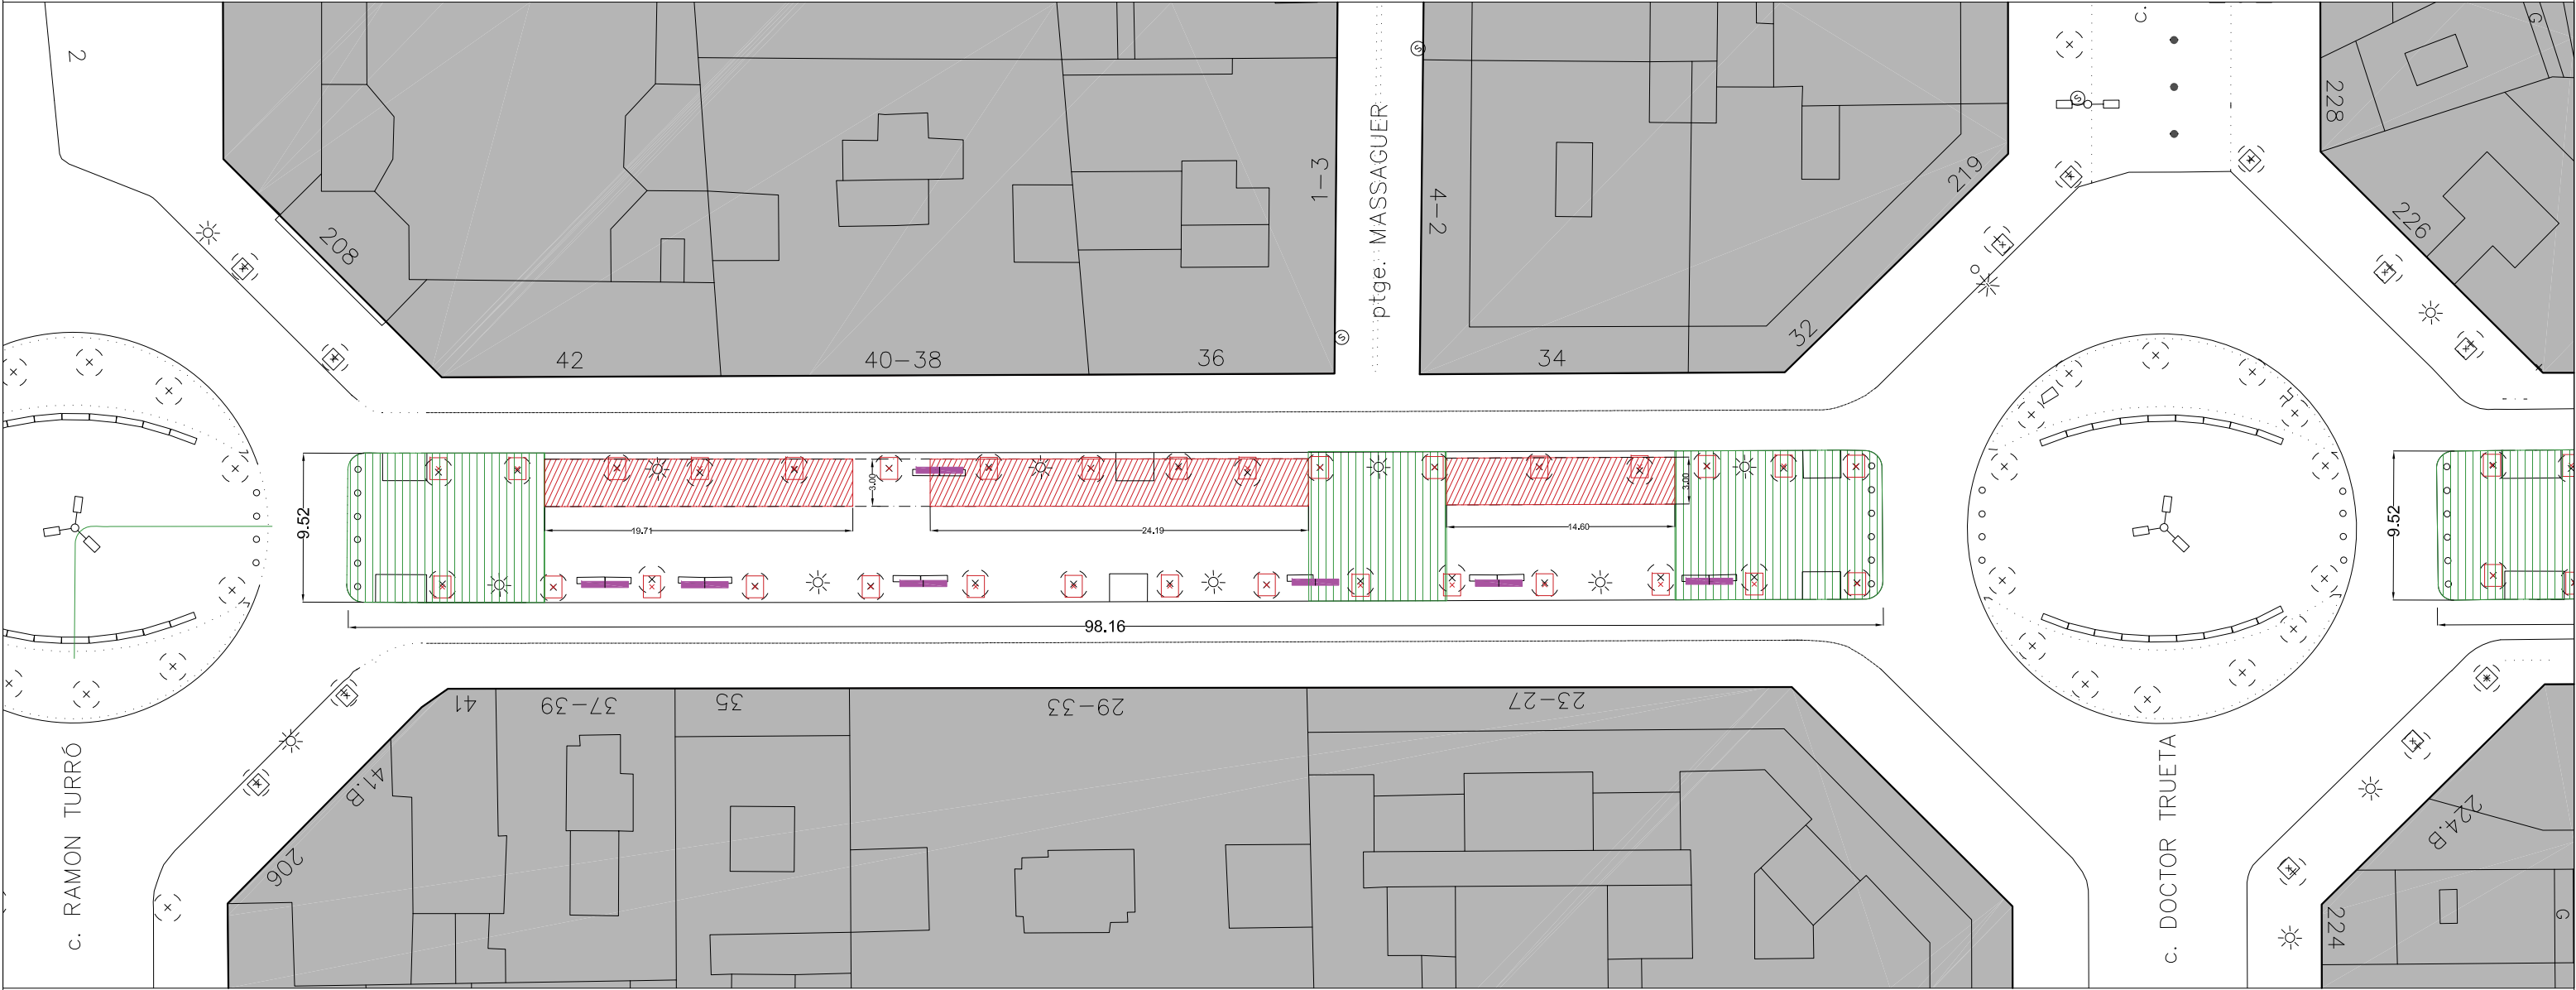 2
208
42
40-38
36
1-3
ptge. MASSAGUER
4-2
34
32
219
c.
228
226
G
S
S
S
9.52
19.71
3.00
24.19
14.60
3.00
98.16
9.52
41
37-39
35
29-33
23-27
41.B
206
c. RAMON TURRÓ
c. DOCTOR TRUETA
224.B
224
G